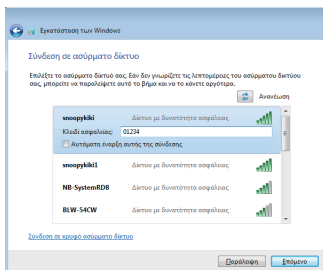 Εγκατάσταση των Windows
Σύνδεση σε ασύρματο δίκτυο
Επιλέξτε το ασύρματο δίκτυό σας. Εάν δεν γνωρίζετε τις λεπτομέρειες του ασύρματου δικτύου
σας, μπορείτε να παραλείψετε αυτό το βήμα και να το κάνετε αργότερα.
Ανανέωση
snoopykiki Δίκτυο με δυνατότητα ασφάλειας
Κλειδί ασφαλείας: 01234
Αυτόματη έναρξη αυτής της σύνδεσης
snoopykiki1 Δίκτυο με δυνατότητα ασφάλειας
NB-SystemRD8 Δίκτυο με δυνατότητα ασφάλειας
BLW-54CW Δίκτυο με δυνατότητα ασφάλειας
Σύνδεση σε κρυφό ασύρματο δίκτυο
Παράλειψη Επόμενο